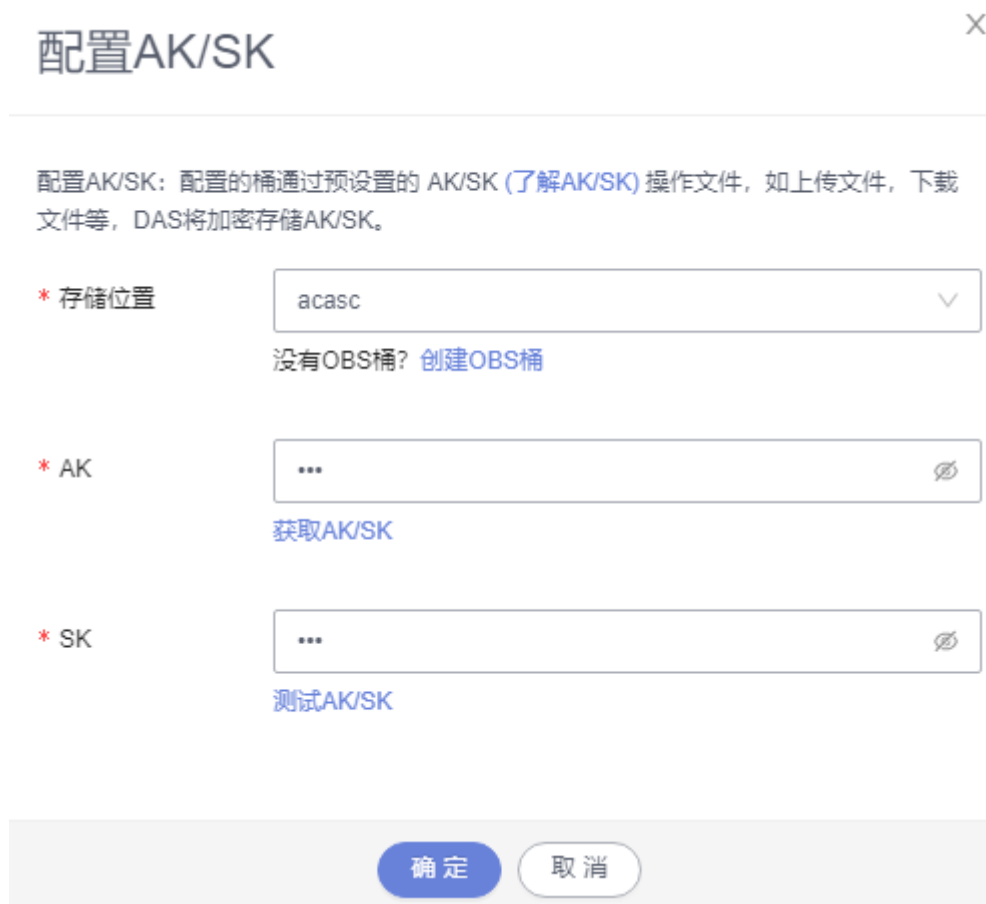 配置AK/SK
配置AK/SK：配置的桶通过预设置的 AK/SK (了解AK/SK) 操作文件，如上传文件，下载
文件等，DAS将加密存储AK/SK。
* 存储位置
acasc
没有OBS桶？创建OBS桶
* AK
•••
获取AK/SK
* SK
•••
测试AK/SK
确定
取消